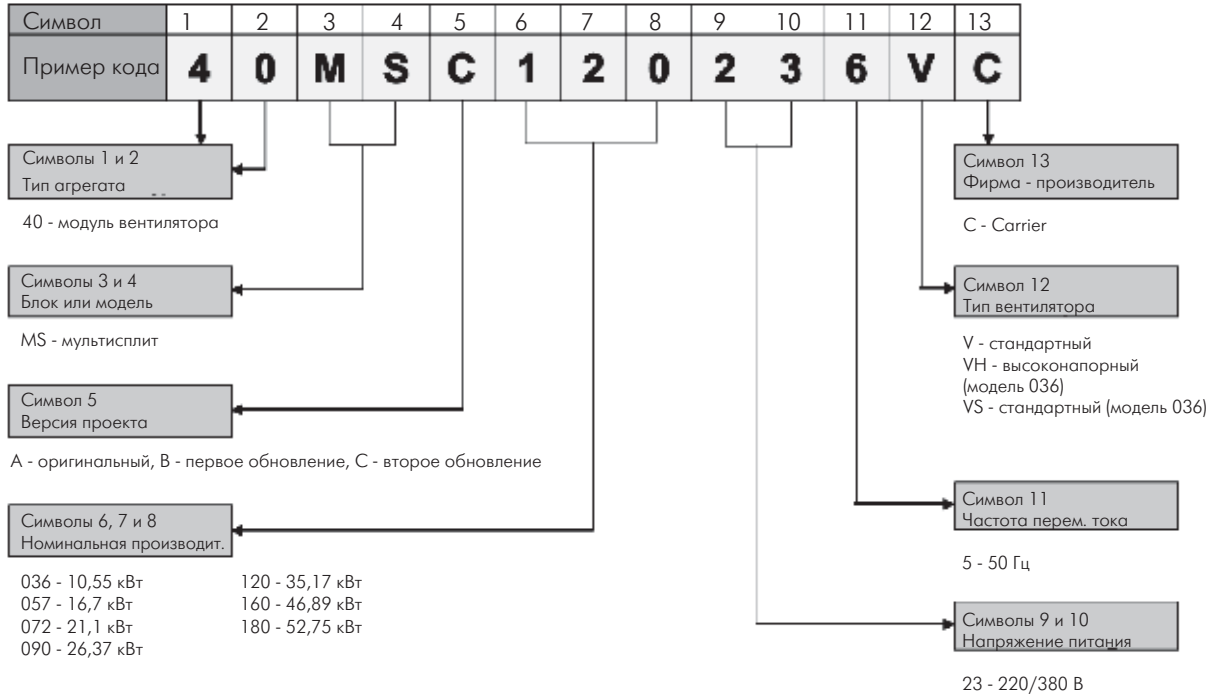 Символ 1 2 3 4 5 6 7 8 9 10 11 12 13
Пример кода 4 0 M S C 1 2 0 2 3 6 V C
Символы 1 и 2
Тип агрегата
40 - модуль вентилятора
Символы 3 и 4
Блок или модель
MS - мультисплит
Символ 5
Версия проекта
А - оригинальный, В - первое обновление, С - второе обновление
Символы 6, 7 и 8
Номинальная производит.
036 - 10,55 кВт
057 - 16,7 кВт
072 - 21,1 кВт
090 - 26,37 кВт
120 - 35,17 кВт
160 - 46,89 кВт
180 - 52,75 кВт
Символ 13
Фирма - производитель
C - Carrier
Символ 12
Тип вентилятора
V - стандартный
VH - высоконапорный
(модель 036)
VS - стандартный (модель 036)
Символ 11
Частота перем. тока
5 - 50 Гц
Символы 9 и 10
Напряжение питания
23 - 220/380 В